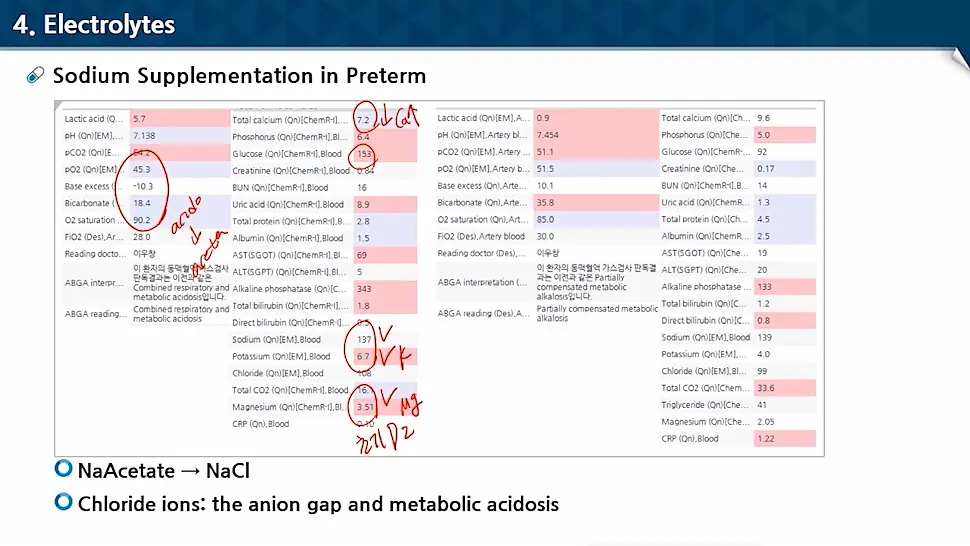 4. Electrolytes
Sodium Supplementation in Preterm
Lactic acid (Q... 5.7
pH (Qn)[EM],... 7.138
pCO2 (Qn)[E... 54.2
pO2 (Qn)[EM] 45.3
Base excess (... -10.3
Bicarbonate ( 18.4
O2 saturation ... 90.2
FiO2 (Des),Ar... 28.0
Reading doctor... 이우창
ABGA interpr... 이 환자의 동맥혈액 가스검사
판독결과는 이전과 같은
Combined respiratory and
metabolic acidosis입니다.
ABGA reading... Combined respiratory and
metabolic acidosis
Total calcium (Qn)[ChemR-I],... 7.2
Phosphorus (Qn)[ChemR-I],Blood 6.4
Glucose (Qn)[ChemR-I],Blood 153
Creatinine (Qn)[ChemR-I],Blood 0.84
BUN (Qn)[ChemR-I],Blood 16
Uric acid (Qn)[ChemR-I],Blood 8.9
Total protein (Qn)[ChemR-I],Bl... 2.8
Albumin (Qn)[ChemR-I],Blood 1.5
AST(SGOT) (Qn)[ChemR-I],Blood 69
ALT(SGPT) (Qn)[ChemR-I],Bloo... 5
Alkaline phosphatase (Qn)[C... 343
Total bilirubin (Qn)[ChemR-I],... 1.8
Direct bilirubin (Qn)[ChemR-I]...
Sodium (Qn)[EM],Blood 137
Potassium (Qn)[EM],Blood 6.7
Chloride (Qn)[EM],Blood 108
Total CO2 (Qn)[ChemR-I],Blood 16.1
Magnesium (Qn)[ChemR-I],Bl... 3.51
CRP (Qn),Blood 0.10
acido
↓
↓ Ca
V
V K
V Mg
Lactic acid (Qn)[EM],A... 0.9
pH (Qn)[EM],Artery bl... 7.454
pCO2 (Qn)[EM],Artery ... 51.1
pO2 (Qn)[EM],Artery b... 51.5
Base excess (Qn),Arte... 10.1
Bicarbonate (Qn),Art... 35.8
O2 saturation (Qn),Art... 85.0
FiO2 (Des),Artery blood 30.0
Reading doctor (Des),... 이우창
ABGA interpretation (... 이 환자의 동맥혈액 가스검사 판독결
과는 이전과 같은 Partially
compensated metabolic
alkalosis입니다.
ABGA reading (Des),A... Partially compensated metabolic
alkalosis
Total calcium (Qn)[Che... 9.6
Phosphorus (Qn)[Che... 5.0
Glucose (Qn)[ChemR-I... 92
Creatinine (Qn)[Chem... 0.17
BUN (Qn)[ChemR-I],Bl... 14
Uric acid (Qn)[ChemR-... 1.3
Total protein (Qn)[Che... 4.5
Albumin (Qn)[ChemR-... 2.5
AST(SGOT) (Qn)[Che... 19
ALT(SGPT) (Qn)[Chem... 20
Alkaline phosphatase ... 133
Total bilirubin (Qn)[Ch... 1.2
Direct bilirubin (Qn)[C... 0.8
Sodium (Qn)[EM],Blood 139
Potassium (Qn)[EM],... 4.0
Chloride (Qn)[EM],Bl... 99
Total CO2 (Qn)[Chem... 33.6
Triglyceride (Qn)[Che... 41
Magnesium (Qn)[Che... 2.05
CRP (Qn),Blood 1.22
NaAcetate → NaCl
Chloride ions: the anion gap and metabolic acidosis